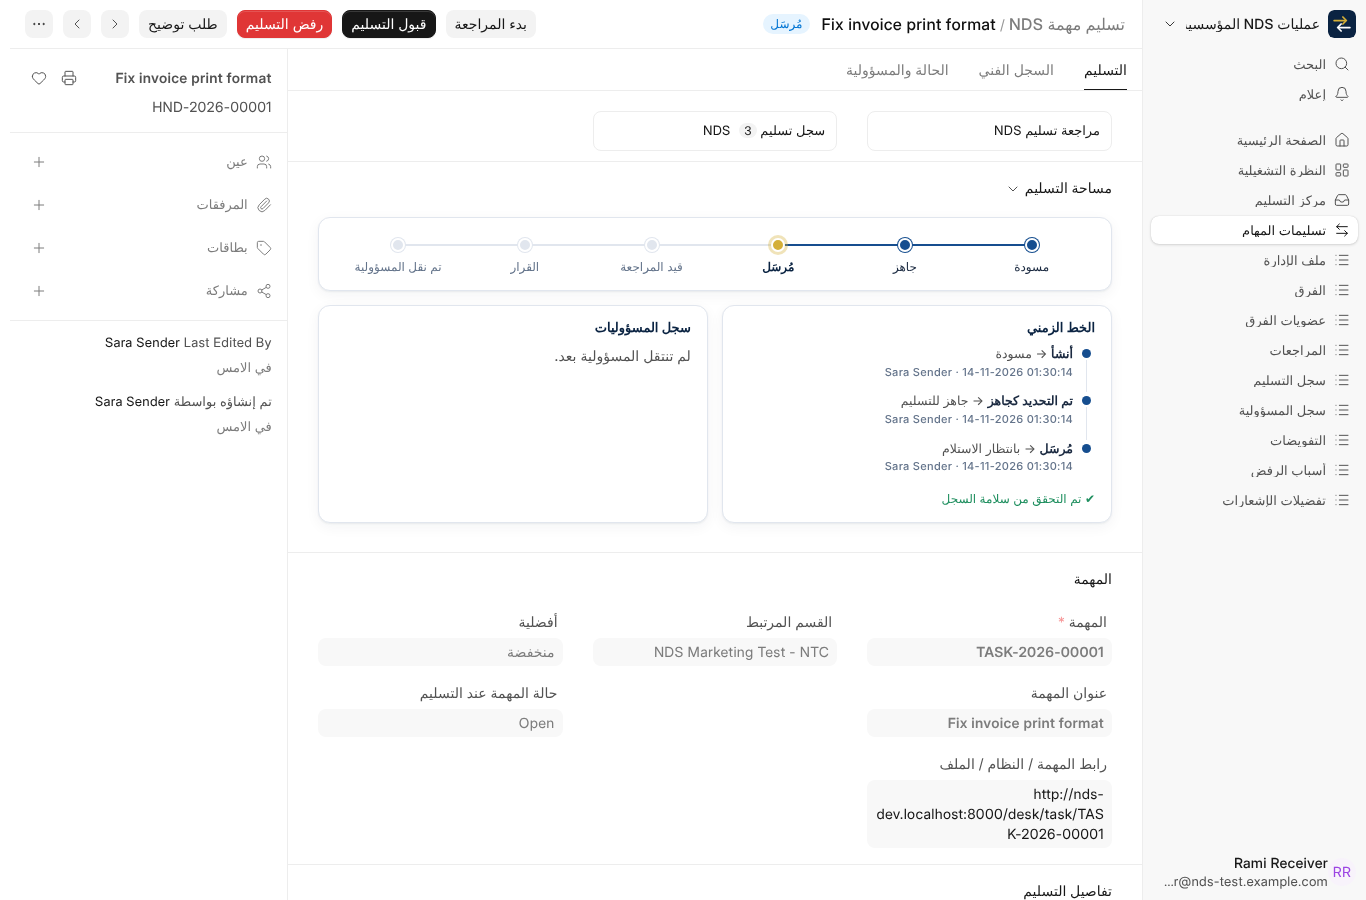 عمليات NDS المؤسسية
البحث
إعلام
الصفحة الرئيسية
النظرة التشغيلية
مركز التسليم
تسليمات المهام
ملف الإدارة
الفرق
عضويات الفرق
المراجعات
سجل التسليم
سجل المسؤولية
التفويضات
أسباب الرفض
تفضيلات الإشعارات
Rami Receiver
RR
r@nds-test.example.com...
تسليم مهمة NDS / Fix invoice print format مُرسَل
بدء المراجعة
قبول التسليم
رفض التسليم
طلب توضيح
التسليم
السجل الفني
الحالة والمسؤولية
مراجعة تسليم NDS
سجل تسليم NDS 3
مساحة التسليم
مسودة
جاهز
مُرسَل
قيد المراجعة
القرار
تم نقل المسؤولية
الخط الزمني
أنشأ → مسودة
Sara Sender · 14-11-2026 01:30:14
تم التحديد كجاهز → جاهز للتسليم
Sara Sender · 14-11-2026 01:30:14
مُرسَل → بانتظار الاستلام
Sara Sender · 14-11-2026 01:30:14
✔ تم التحقق من سلامة السجل
سجل المسؤوليات
لم تنتقل المسؤولية بعد.
المهمة
المهمة *
TASK-2026-00001
القسم المرتبط
NDS Marketing Test - NTC
أفضلية
منخفضة
عنوان المهمة
Fix invoice print format
حالة المهمة عند التسليم
Open
رابط المهمة / النظام / الملف
http://nds-
dev.localhost:8000/desk/task/TAS
K-2026-00001
تفاصيل التسليم
Fix invoice print format
HND-2026-00001
عين
المرفقات
بطاقات
مشاركة
Sara Sender Last Edited By
في الامس
تم إنشاؤه بواسطة Sara Sender
في الامس